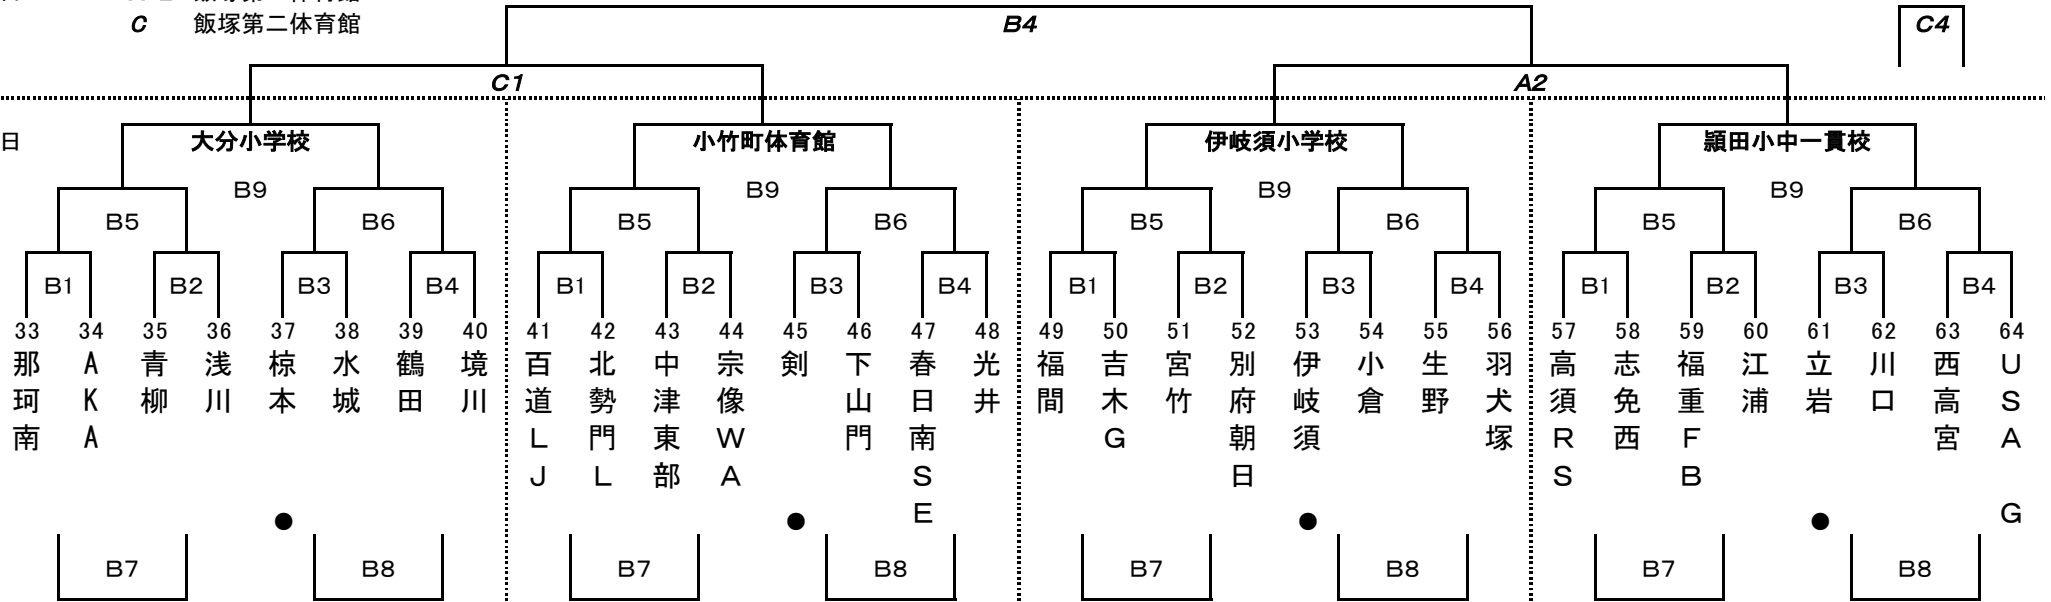 C 飯塚第二体育館
B4
C4
C1
A2
日
大分小学校 小竹町体育館 伊岐須小学校 頴田小中一貫校
B9 B9 B9 B9
B5 B6 B5 B6 B5 B6 B5 B6
B1 B2 B3 B4 B1 B2 B3 B4 B1 B2 B3 B4 B1 B2 B3 B4
33 34 35 36 37 38 39 40 41 42 43 44 45 46 47 48 49 50 51 52 53 54 55 56 57 58 59 60 61 62 63 64
那珂南
AKA
青柳
浅川
椋本
水城
鶴田
境川
百道LJ
北勢門L
中津東部
宗像WA
剣
下山門
春日南SE
光井
福間
吉木G
宮竹
別府朝日
伊岐須
小倉
生野
羽犬塚
高須RS
志免西
福重FB
江浦
立岩
川口
西高宮
USA G
● ● ● ●
B7 B8 B7 B8 B7 B8 B7 B8